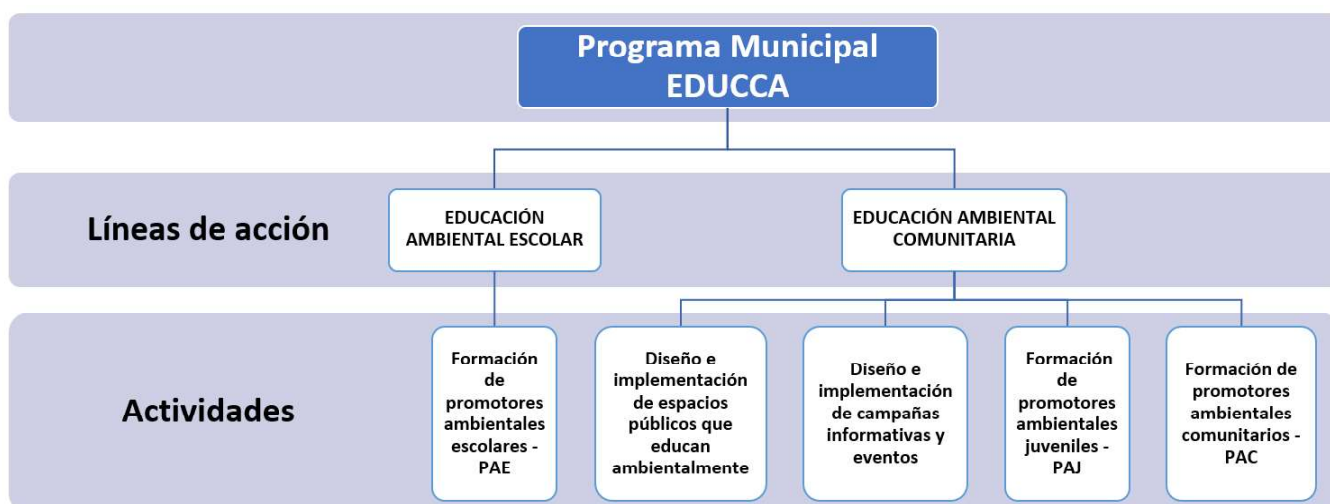 Programa Municipal
EDUCCA
Líneas de acción
EDUCACIÓN
AMBIENTAL ESCOLAR
EDUCACIÓN AMBIENTAL
COMUNITARIA
Actividades
Formación
de
promotores
ambientales
escolares -
PAE
Diseño e
implementación
de espacios
públicos que
educan
ambientalmente
Diseño e
implementación
de campañas
informativas y
eventos
Formación
de
promotores
ambientales
juveniles -
PAJ
Formación de
promotores
ambientales
comunitarios -
PAC